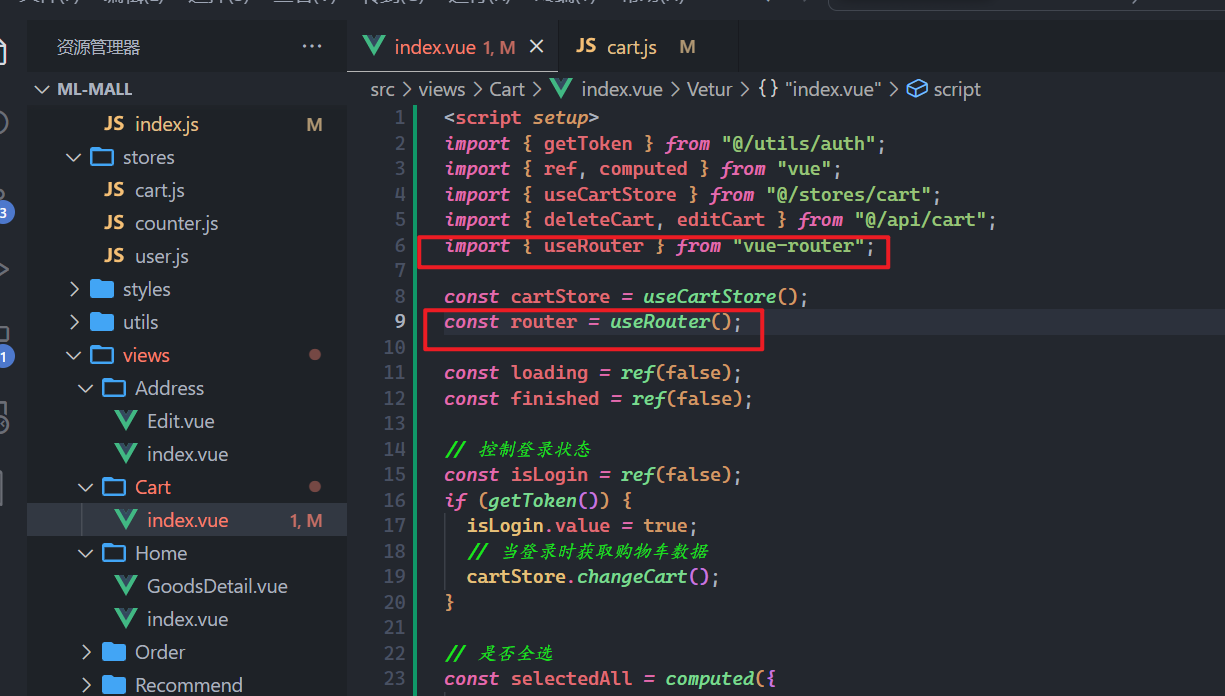 资源管理器 ···
index.vue 1, M ×
JS cart.js M
ML-MALL
src > views > Cart > index.vue > Vetur > {} "index.vue" > script
JS index.js M
stores
JS cart.js
JS counter.js
JS user.js
styles
utils
views
Address
Edit.vue
index.vue
Cart
index.vue 1, M
Home
GoodsDetail.vue
index.vue
Order
Recommend
3
1
1 <script setup>
2 import { getToken } from "@/utils/auth";
3 import { ref, computed } from "vue";
4 import { useCartStore } from "@/stores/cart";
5 import { deleteCart, editCart } from "@/api/cart";
6 import { useRouter } from "vue-router";
7
8 const cartStore = useCartStore();
9 const router = useRouter();
10
11 const loading = ref(false);
12 const finished = ref(false);
13
14 // 控制登录状态
15 const isLogin = ref(false);
16 if (getToken()) {
17 isLogin.value = true;
18 // 当登录时获取购物车数据
19 cartStore.changeCart();
20 }
21
22 // 是否全选
23 const selectedAll = computed({